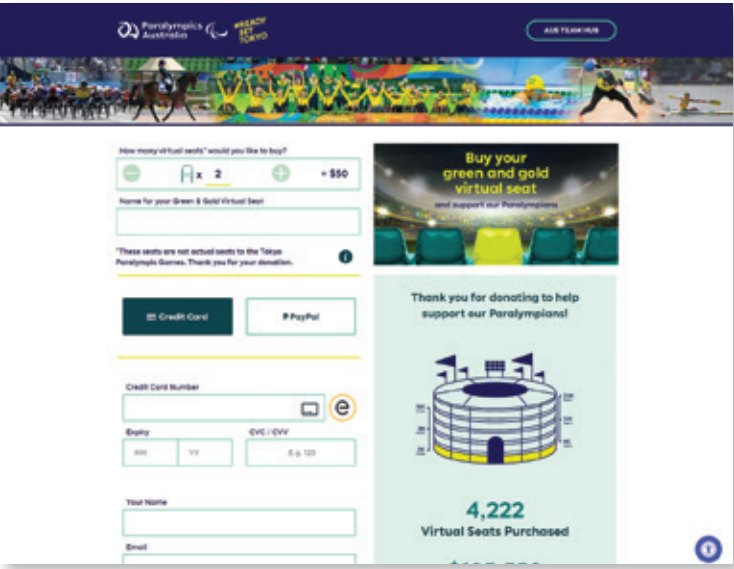 Paralympics
Australia
#READY
SET
TOKYO
AUS TEAM HUB
How many virtual seats* would you like to buy?
x 2
= $50
Name for your Green & Gold Virtual Seat
*These seats are not actual seats to the Tokyo
Paralympic Games. Thank you for your donation.
Credit Card
PayPal
Credit Card Number
Expiry
CVC / CVV
MM
YY
E.g. 123
Your Name
Email
Buy your
green and gold
virtual seat
and support our Paralympians
Thank you for donating to help
support our Paralympians!
4,222
Virtual Seats Purchased